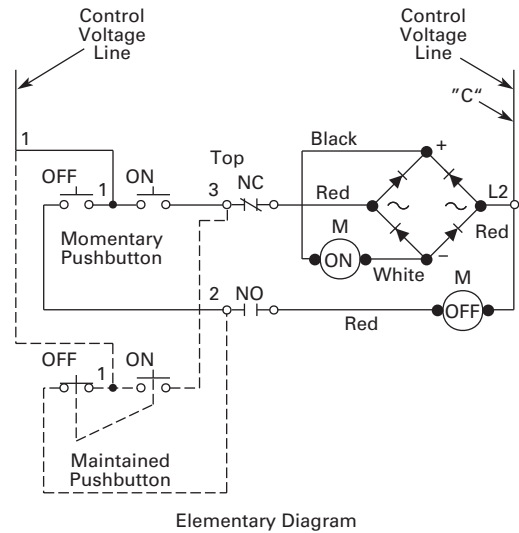 Control
Voltage
Line
Control
Voltage
Line
"C"
1
Black
+
OFF
1
ON
Top
3
NC
Red
L2
Red
Momentary
Pushbutton
M
ON
White
−
2
NO
Red
M
OFF
OFF
1
ON
Maintained
Pushbutton
Elementary Diagram